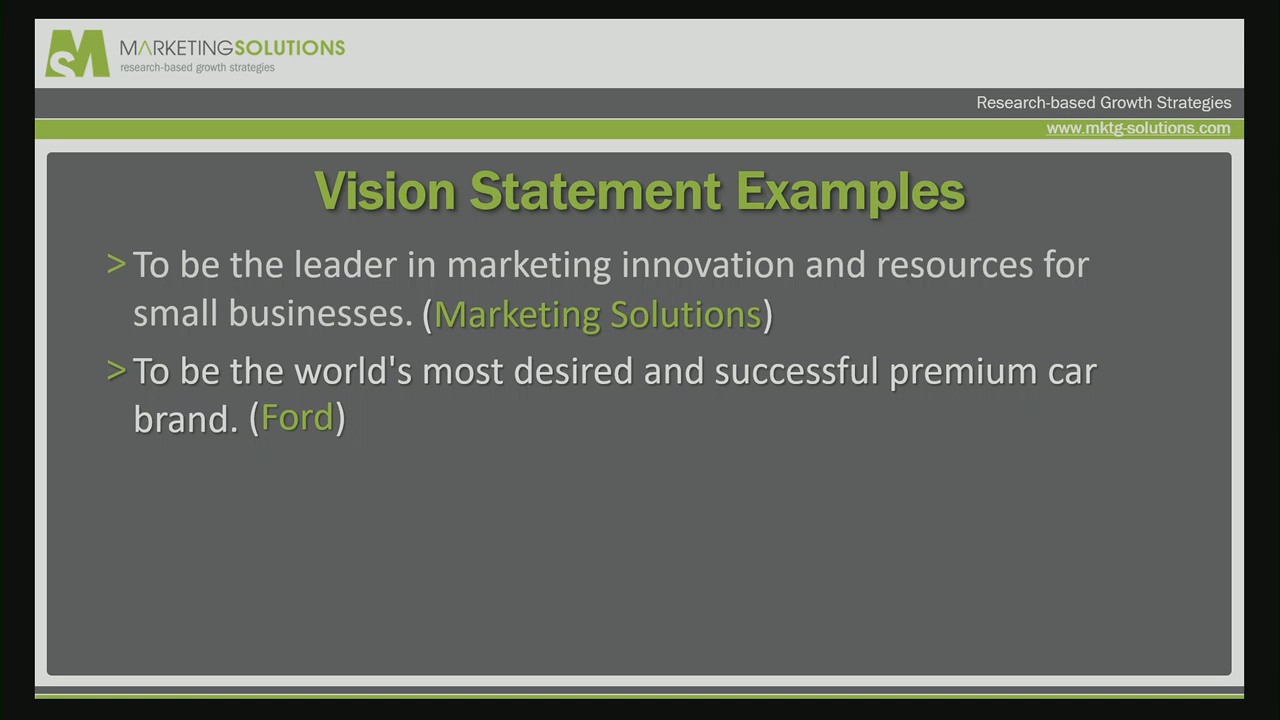 MARKETINGSOLUTIONS
research-based growth strategies
Research-based Growth Strategies
www.mktg-solutions.com
Vision Statement Examples
> To be the leader in marketing innovation and resources for
small businesses. (Marketing Solutions)
> To be the world's most desired and successful premium car
brand. (Ford)